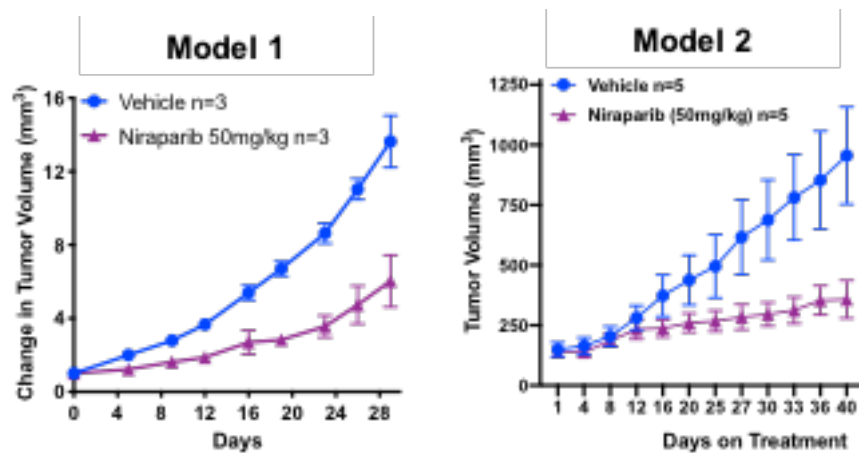 Model 1
Change in Tumor Volume (mm³)
16
12
8
4
0
Vehicle n=3
Niraparib 50mg/kg n=3
0 4 8 12 16 20 24 28
Days
Model 2
Tumor Volume (mm³)
1250
1000
750
500
250
0
Vehicle n=5
Niraparib (50mg/kg) n=5
1 4 8 12 16 20 25 27 30 33 36 40
Days on Treatment